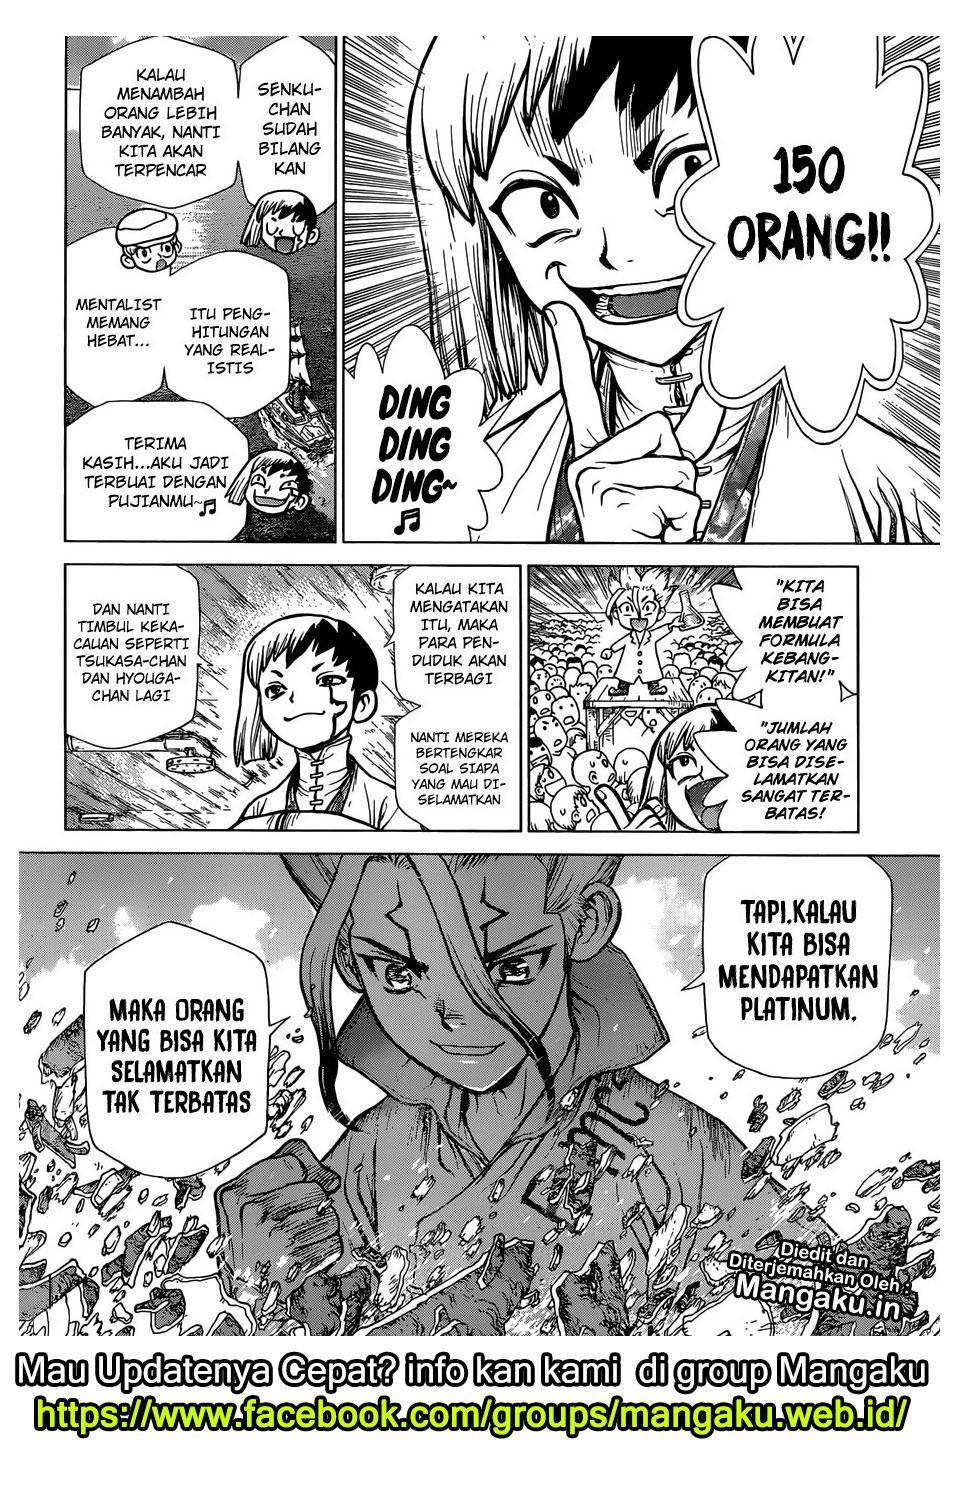 150
ORANG!!
DING
DING
DING~
SENKU-
CHAN
SUDAH
BILANG
KAN
KALAU
MENAMBAH
ORANG LEBIH
BANYAK, NANTI
KITA AKAN
TERPENCAR
ITU PENG-
HITUNGAN
YANG REAL-
ISTIS
MENTALIST
MEMANG
HEBAT...
TERIMA
KASIH...AKU JADI
TERBUAI DENGAN
PUJIANMU~
"KITA
BISA
MEMBUAT
FORMULA
KEBANG-
KITAN!"
"JUMLAH
ORANG YANG
BISA DISE-
LAMATKAN
SANGAT TER-
BATAS!
KALAU KITA
MENGATAKAN
ITU, MAKA
PARA PEN-
DUDUK AKAN
TERBAGI
NANTI MEREKA
BERTENGKAR
SOAL SIAPA
YANG MAU DI-
SELAMATKAN
DAN NANTI
TIMBUL KEKA-
CAUAN SEPERTI
TSUKASA-CHAN
DAN HYOUGA-
CHAN LAGI
TAPI,KALAU
KITA BISA
MENDAPATKAN
PLATINUM,
MAKA ORANG
YANG BISA KITA
SELAMATKAN
TAK TERBATAS
Diedit dan
Diterjemahkan Oleh :
Mangaku.in
Mau Updatenya Cepat? info kan kami di group Mangaku
https://www.facebook.com/groups/mangaku.web.id/